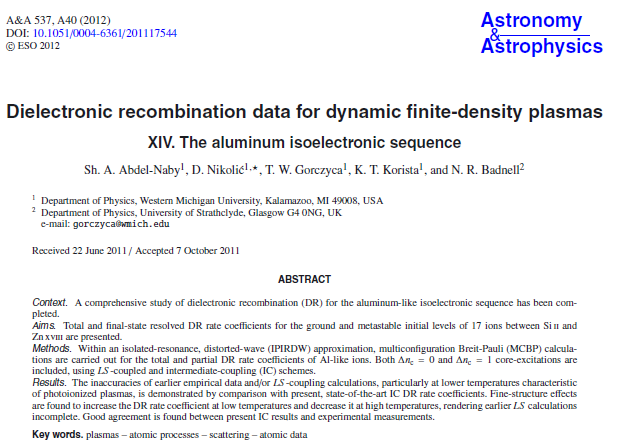 A&A 537, A40 (2012)
DOI: 10.1051/0004-6361/201117544
© ESO 2012
Astronomy
&
Astrophysics
Dielectronic recombination data for dynamic finite-density plasmas
XIV. The aluminum isoelectronic sequence
Sh. A. Abdel-Naby¹, D. Nikolić¹,⋆, T. W. Gorczyca¹, K. T. Korista¹, and N. R. Badnell²
¹ Department of Physics, Western Michigan University, Kalamazoo, MI 49008, USA
² Department of Physics, University of Strathclyde, Glasgow G4 0NG, UK
e-mail: gorczyca@wmich.edu
Received 22 June 2011 / Accepted 7 October 2011
ABSTRACT
Context. A comprehensive study of dielectronic recombination (DR) for the aluminum-like isoelectronic sequence has been com-
pleted.
Aims. Total and final-state resolved DR rate coefficients for the ground and metastable initial levels of 17 ions between Si II and
Zn XVIII are presented.
Methods. Within an isolated-resonance, distorted-wave (IPIRDW) approximation, multiconfiguration Breit-Pauli (MCBP) calcula-
tions are carried out for the total and partial DR rate coefficients of Al-like ions. Both Δn_c = 0 and Δn_c = 1 core-excitations are
included, using LS-coupled and intermediate-coupling (IC) schemes.
Results. The inaccuracies of earlier empirical data and/or LS-coupling calculations, particularly at lower temperatures characteristic
of photoionized plasmas, is demonstrated by comparison with present, state-of-the-art IC DR rate coefficients. Fine-structure effects
are found to increase the DR rate coefficient at low temperatures and decrease it at high temperatures, rendering earlier LS calculations
incomplete. Good agreement is found between present IC results and experimental measurements.
Key words. plasmas – atomic processes – scattering – atomic data